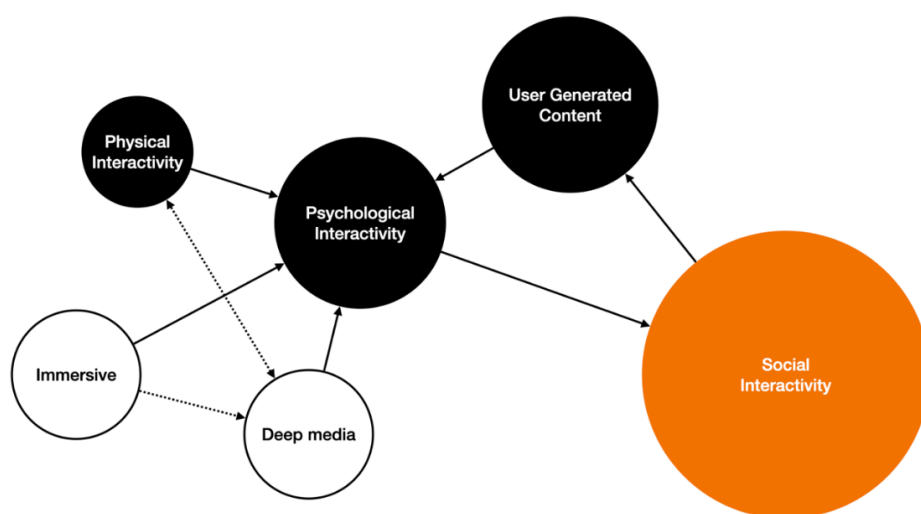 User Generated
Content
Physical
Interactivity
Psychological
Interactivity
Immersive
Social
Interactivity
Deep media